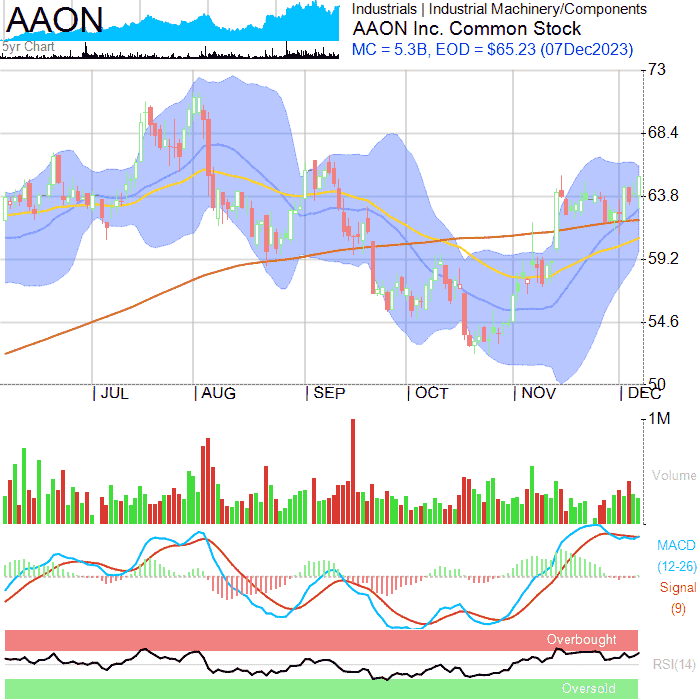 AAON
5yr Chart
Industrials | Industrial Machinery/Components
AAON Inc. Common Stock
MC = 5.3B, EOD = $65.23 (07Dec2023)
73
68.4
63.8
59.2
54.6
50
JUL AUG SEP OCT NOV DEC
1M
Volume
MACD
(12-26)
Signal
(9)
Overbought
RSI(14)
Oversold